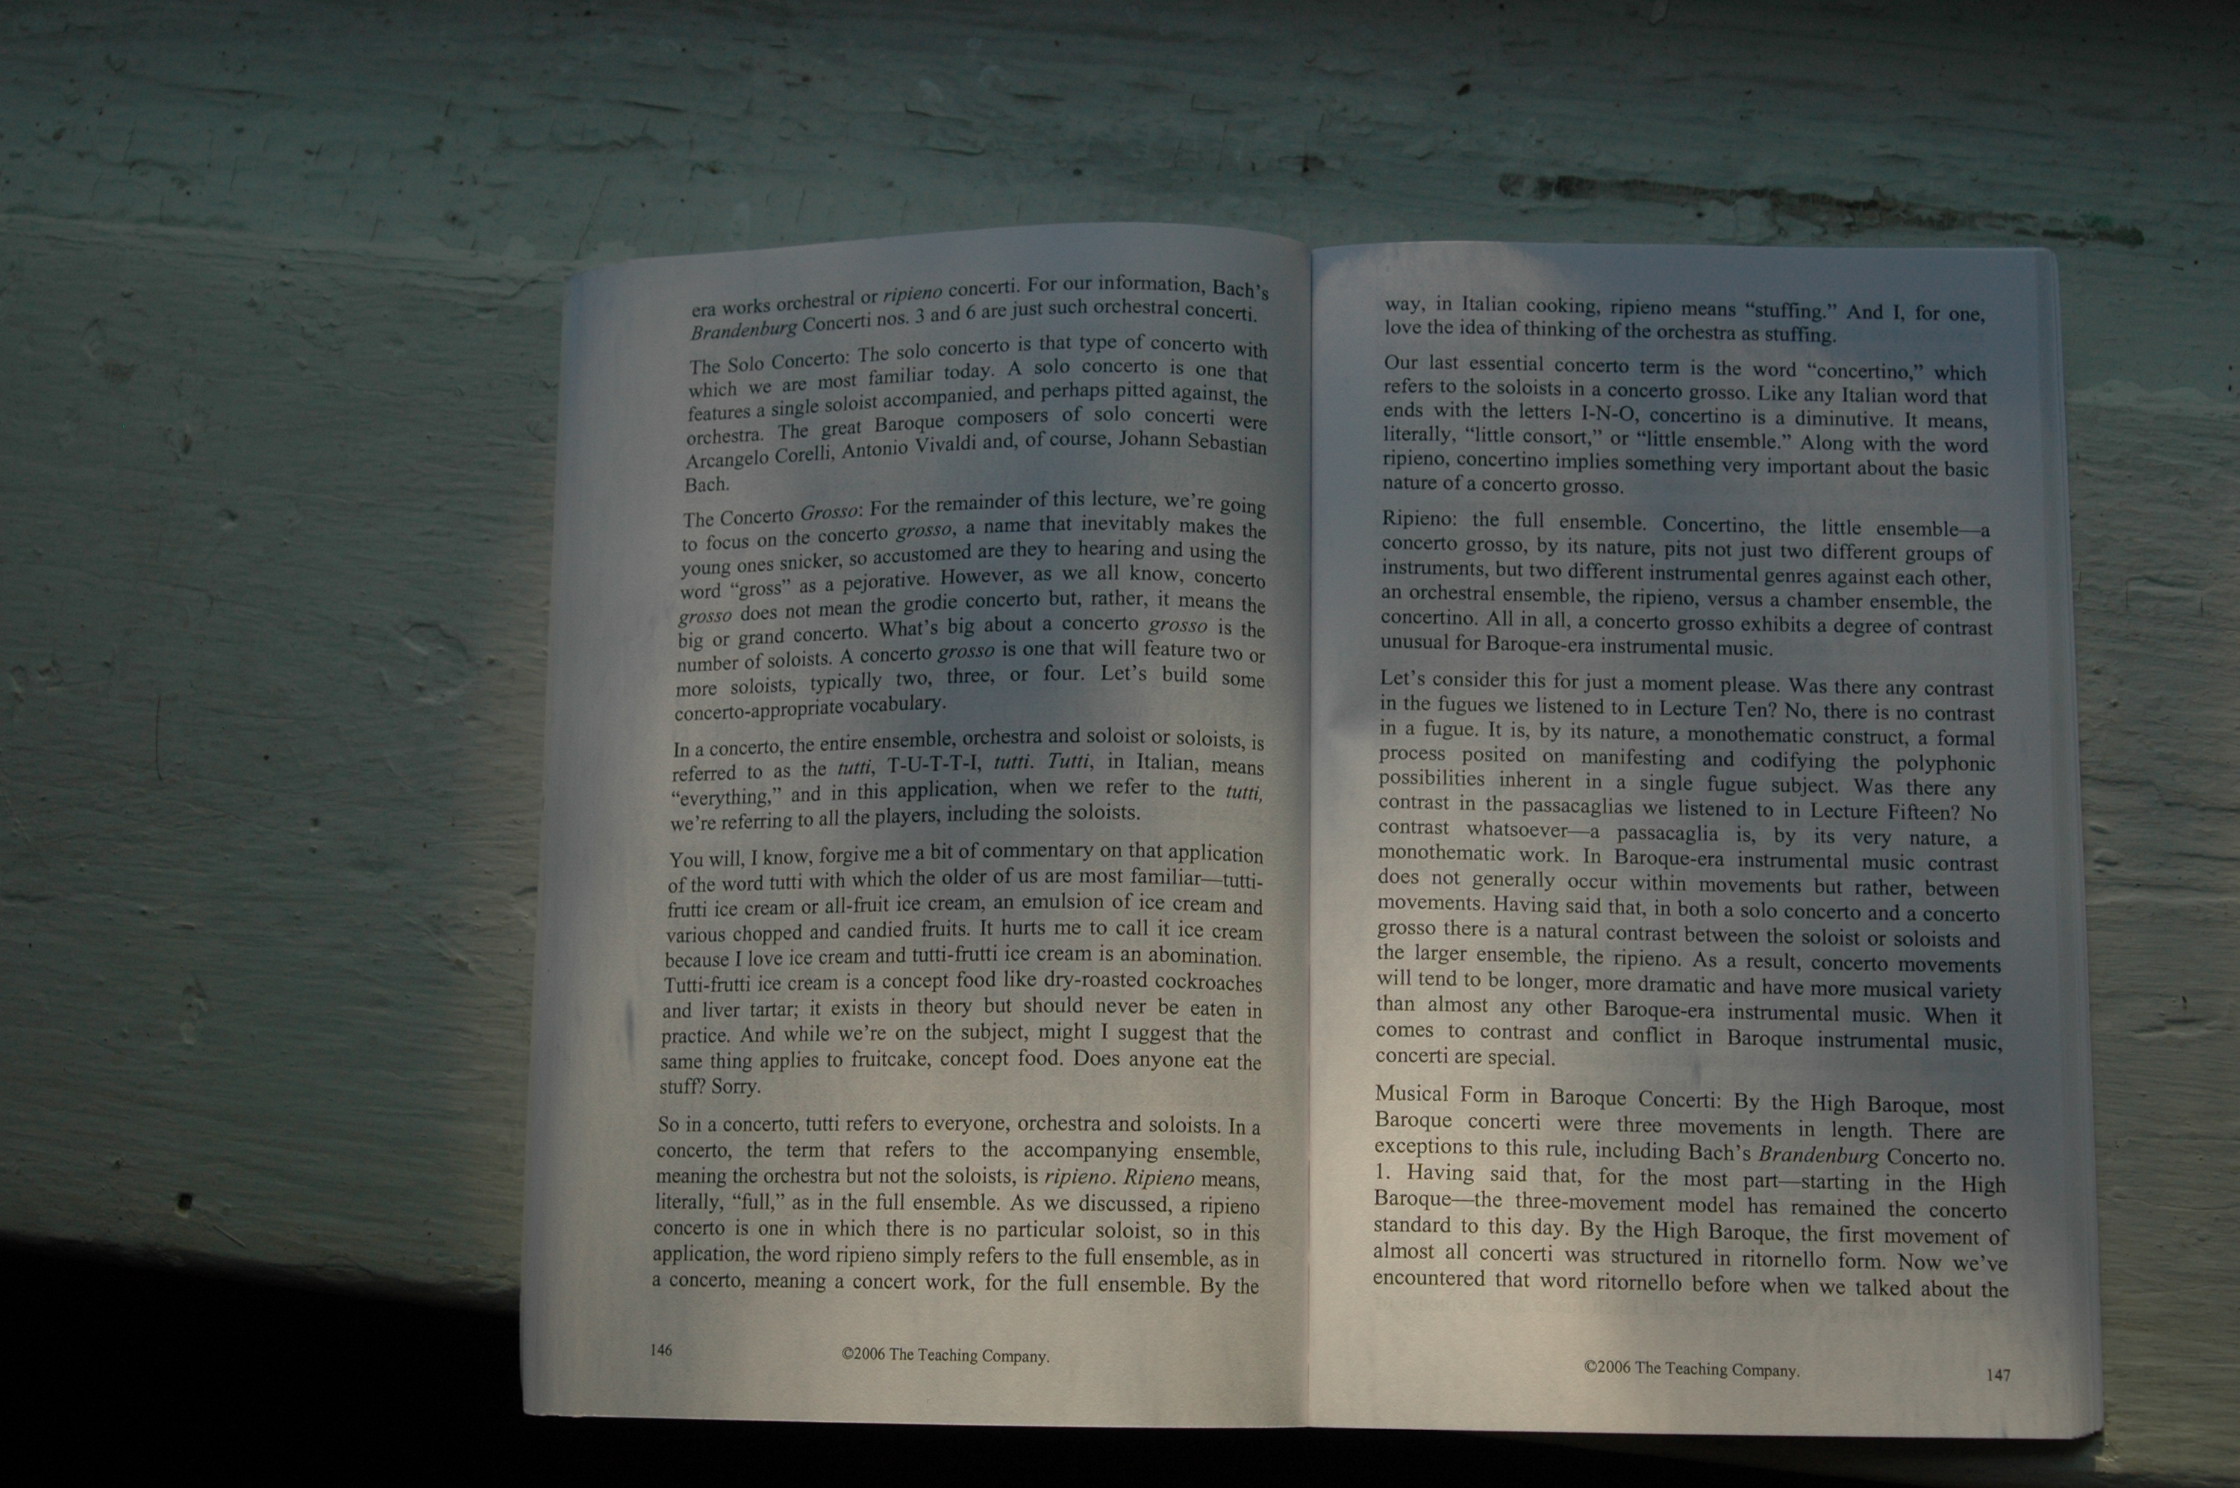 era works orchestral or ripieno concerti. For our information, Bach's
Brandenburg Concerti nos. 3 and 6 are just such orchestral concerti.
The Solo Concerto: The solo concerto is that type of concerto with
which we are most familiar today. A solo concerto is one that
features a single soloist accompanied, and perhaps pitted against, the
orchestra. The great Baroque composers of solo concerti were
Arcangelo Corelli, Antonio Vivaldi and, of course, Johann Sebastian
Bach.
The Concerto Grosso: For the remainder of this lecture, we're going
to focus on the concerto grosso, a name that inevitably makes the
young ones snicker, so accustomed are they to hearing and using the
word “gross” as a pejorative. However, as we all know, concerto
grosso does not mean the grodie concerto but, rather, it means the
big or grand concerto. What's big about a concerto grosso is the
number of soloists. A concerto grosso is one that will feature two or
more soloists, typically two, three, or four. Let's build some
concerto-appropriate vocabulary.
In a concerto, the entire ensemble, orchestra and soloist or soloists, is
referred to as the tutti, T-U-T-T-I, tutti. Tutti, in Italian, means
“everything,” and in this application, when we refer to the tutti,
we're referring to all the players, including the soloists.
You will, I know, forgive me a bit of commentary on that application
of the word tutti with which the older of us are most familiar—tutti-
frutti ice cream or all-fruit ice cream, an emulsion of ice cream and
various chopped and candied fruits. It hurts me to call it ice cream
because I love ice cream and tutti-frutti ice cream is an abomination.
Tutti-frutti ice cream is a concept food like dry-roasted cockroaches
and liver tartar; it exists in theory but should never be eaten in
practice. And while we're on the subject, might I suggest that the
same thing applies to fruitcake, concept food. Does anyone eat the
stuff? Sorry.
So in a concerto, tutti refers to everyone, orchestra and soloists. In a
concerto, the term that refers to the accompanying ensemble,
meaning the orchestra but not the soloists, is ripieno. Ripieno means,
literally, “full,” as in the full ensemble. As we discussed, a ripieno
concerto is one in which there is no particular soloist, so in this
application, the word ripieno simply refers to the full ensemble, as in
a concerto, meaning a concert work, for the full ensemble. By the
146
©2006 The Teaching Company.
way, in Italian cooking, ripieno means “stuffing.” And I, for one,
love the idea of thinking of the orchestra as stuffing.
Our last essential concerto term is the word “concertino,” which
refers to the soloists in a concerto grosso. Like any Italian word that
ends with the letters I-N-O, concertino is a diminutive. It means,
literally, “little consort,” or “little ensemble.” Along with the word
ripieno, concertino implies something very important about the basic
nature of a concerto grosso.
Ripieno: the full ensemble. Concertino, the little ensemble—a
concerto grosso, by its nature, pits not just two different groups of
instruments, but two different instrumental genres against each other,
an orchestral ensemble, the ripieno, versus a chamber ensemble, the
concertino. All in all, a concerto grosso exhibits a degree of contrast
unusual for Baroque-era instrumental music.
Let's consider this for just a moment please. Was there any contrast
in the fugues we listened to in Lecture Ten? No, there is no contrast
in a fugue. It is, by its nature, a monothematic construct, a formal
process posited on manifesting and codifying the polyphonic
possibilities inherent in a single fugue subject. Was there any
contrast in the passacaglias we listened to in Lecture Fifteen? No
contrast whatsoever—a passacaglia is, by its very nature, a
monothematic work. In Baroque-era instrumental music contrast
does not generally occur within movements but rather, between
movements. Having said that, in both a solo concerto and a concerto
grosso there is a natural contrast between the soloist or soloists and
the larger ensemble, the ripieno. As a result, concerto movements
will tend to be longer, more dramatic and have more musical variety
than almost any other Baroque-era instrumental music. When it
comes to contrast and conflict in Baroque instrumental music,
concerti are special.
Musical Form in Baroque Concerti: By the High Baroque, most
Baroque concerti were three movements in length. There are
exceptions to this rule, including Bach's Brandenburg Concerto no.
1. Having said that, for the most part—starting in the High
Baroque—the three-movement model has remained the concerto
standard to this day. By the High Baroque, the first movement of
almost all concerti was structured in ritornello form. Now we've
encountered that word ritornello before when we talked about the
©2006 The Teaching Company.
147